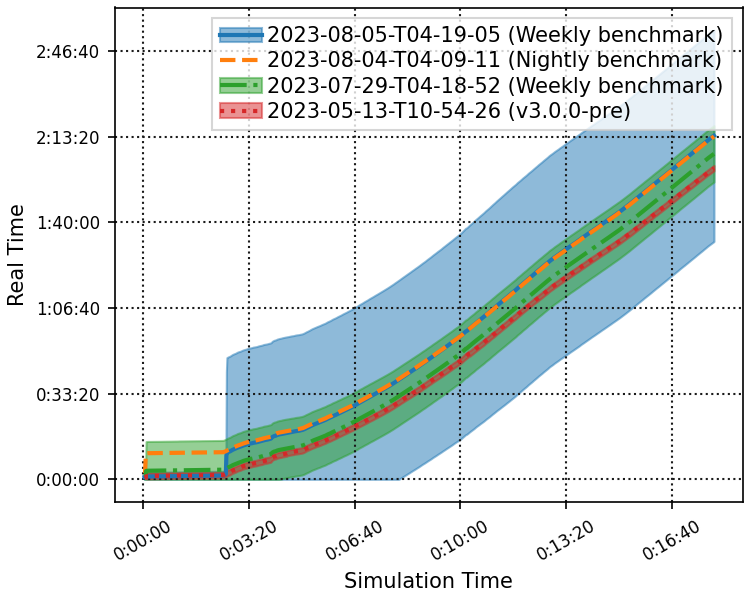 2023-08-05-T04-19-05 (Weekly benchmark)
2023-08-04-T04-09-11 (Nightly benchmark)
2023-07-29-T04-18-52 (Weekly benchmark)
2023-05-13-T10-54-26 (v3.0.0-pre)
Real Time
2:46:40
2:13:20
1:40:00
1:06:40
0:33:20
0:00:00
0:00:00
0:03:20
0:06:40
0:10:00
0:13:20
0:16:40
Simulation Time